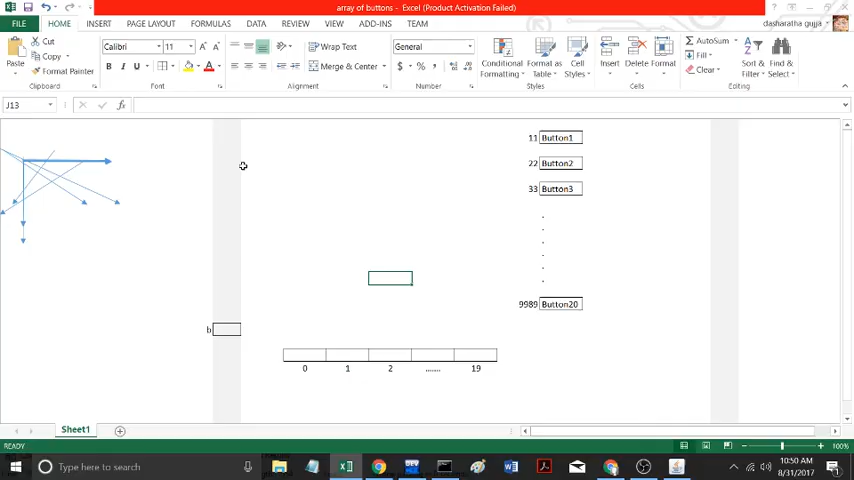 array of buttons - Excel (Product Activation Failed)
FILE HOME INSERT PAGE LAYOUT FORMULAS DATA REVIEW VIEW ADD-INS TEAM dasharatha gujja
Cut
Copy
Format Painter
Paste
Clipboard
Calibri 11
B I U
Font
Wrap Text
Merge & Center
Alignment
General
$ % ,
Number
Conditional Formatting
Format as Table
Cell Styles
Styles
Insert Delete Format
Cells
AutoSum
Fill
Clear
Sort & Filter
Find & Select
Editing
J13 fx
11 Button1
22 Button2
33 Button3
.
.
.
.
.
.
9989 Button20
b
0 1 2 ....... 19
Sheet1
READY 100%
Type here to search
10:50 AM
8/31/2017